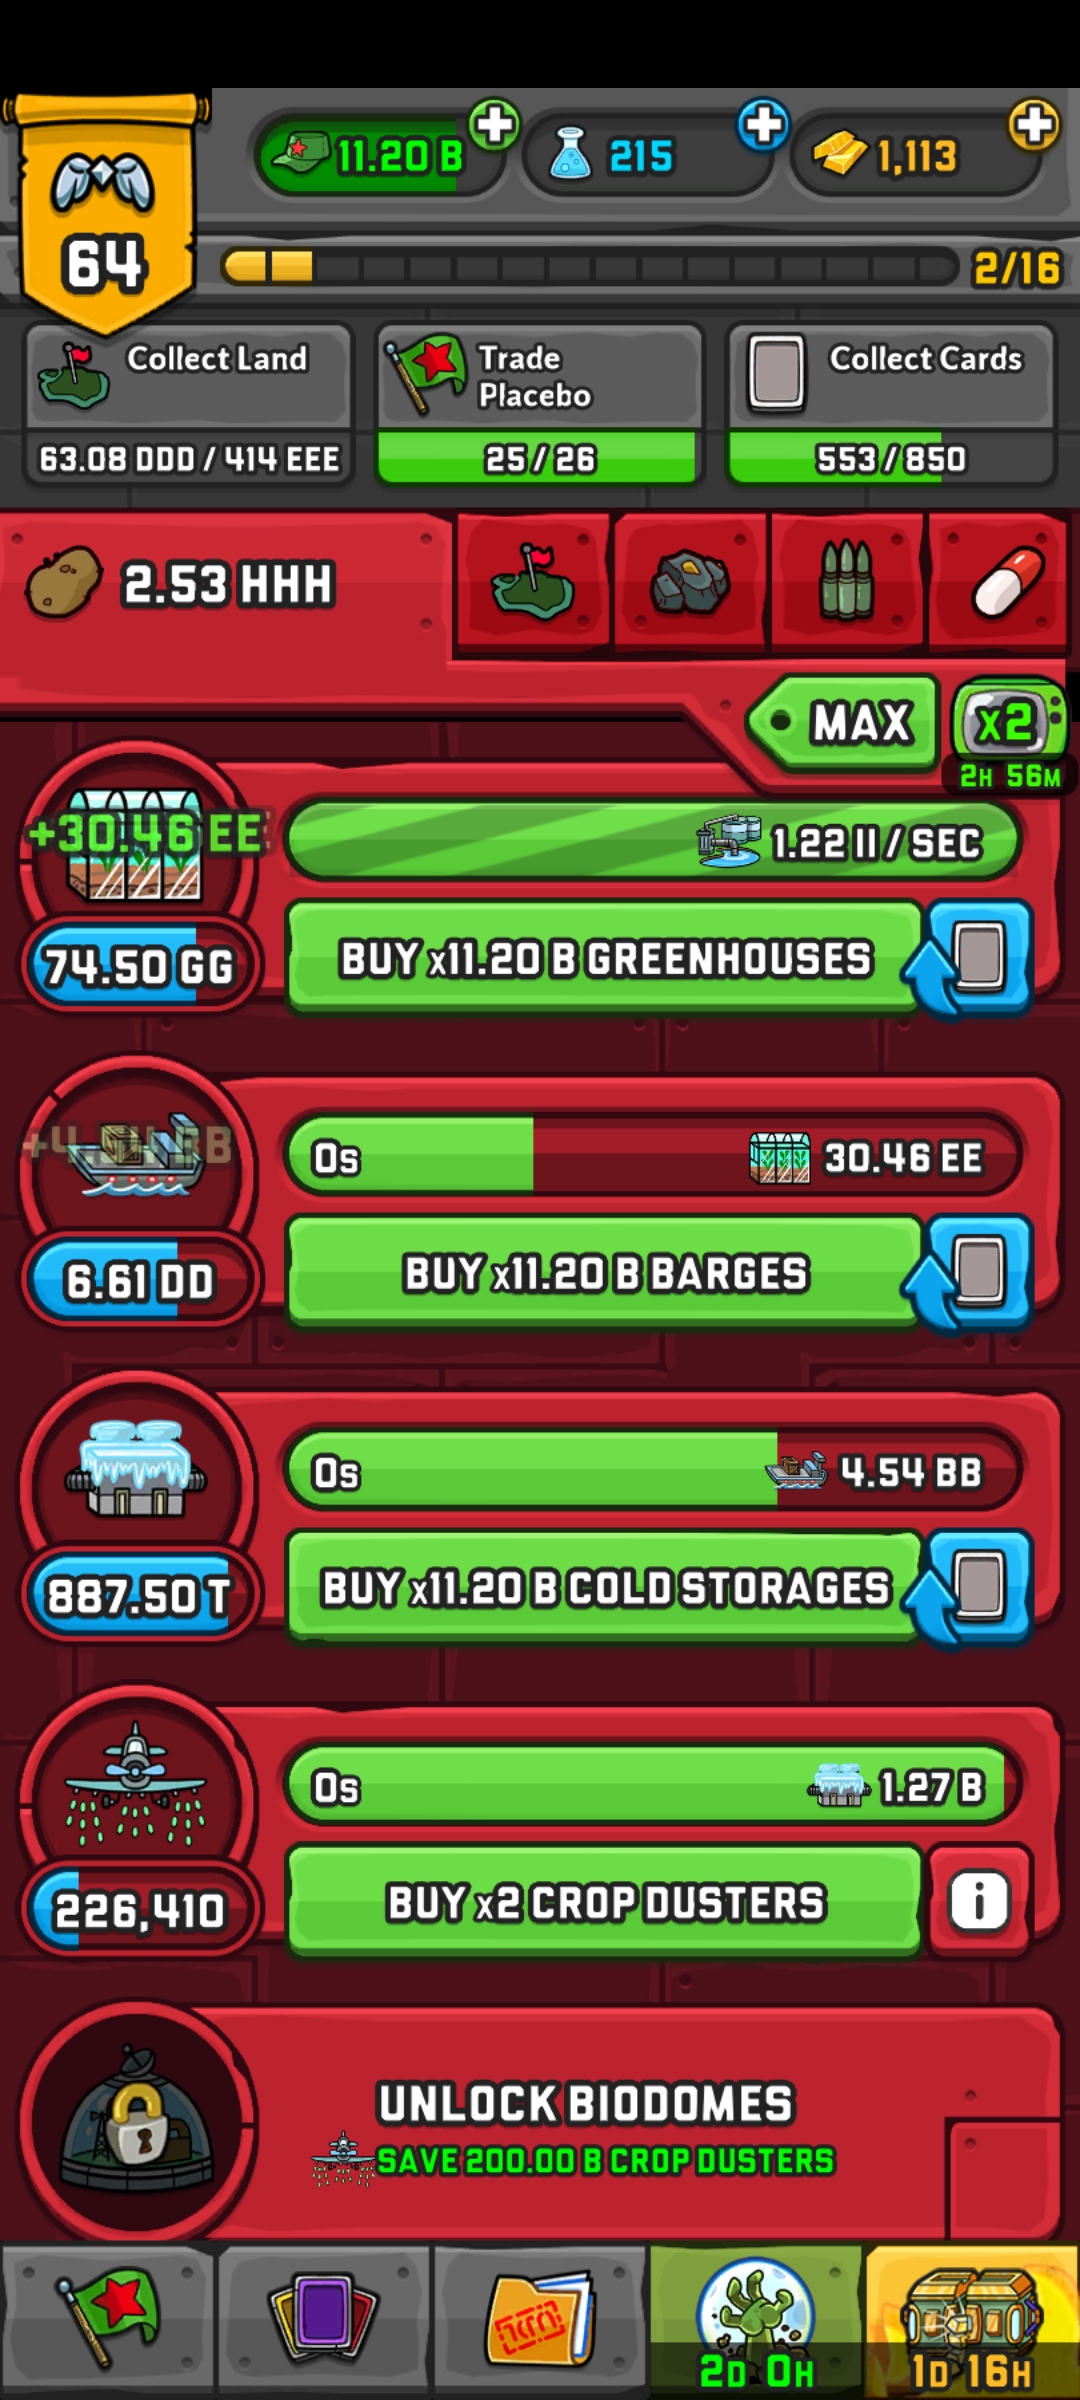 11.20 B
215
1,113
64
2/16
Collect Land
63.08 DDD / 414 EEE
Trade
Placebo
25 / 26
Collect Cards
553 / 850
2.53 HHH
MAX
x2
2H 56M
+30.46 EE
1.22 II / SEC
74.50 GG
BUY x11.20 B GREENHOUSES
0s
30.46 EE
6.61 DD
BUY x11.20 B BARGES
0s
4.54 BB
887.50 T
BUY x11.20 B COLD STORAGES
0s
1.27 B
226,410
BUY x2 CROP DUSTERS
i
UNLOCK BIODOMES
SAVE 200.00 B CROP DUSTERS
2D 0H
1D 16H